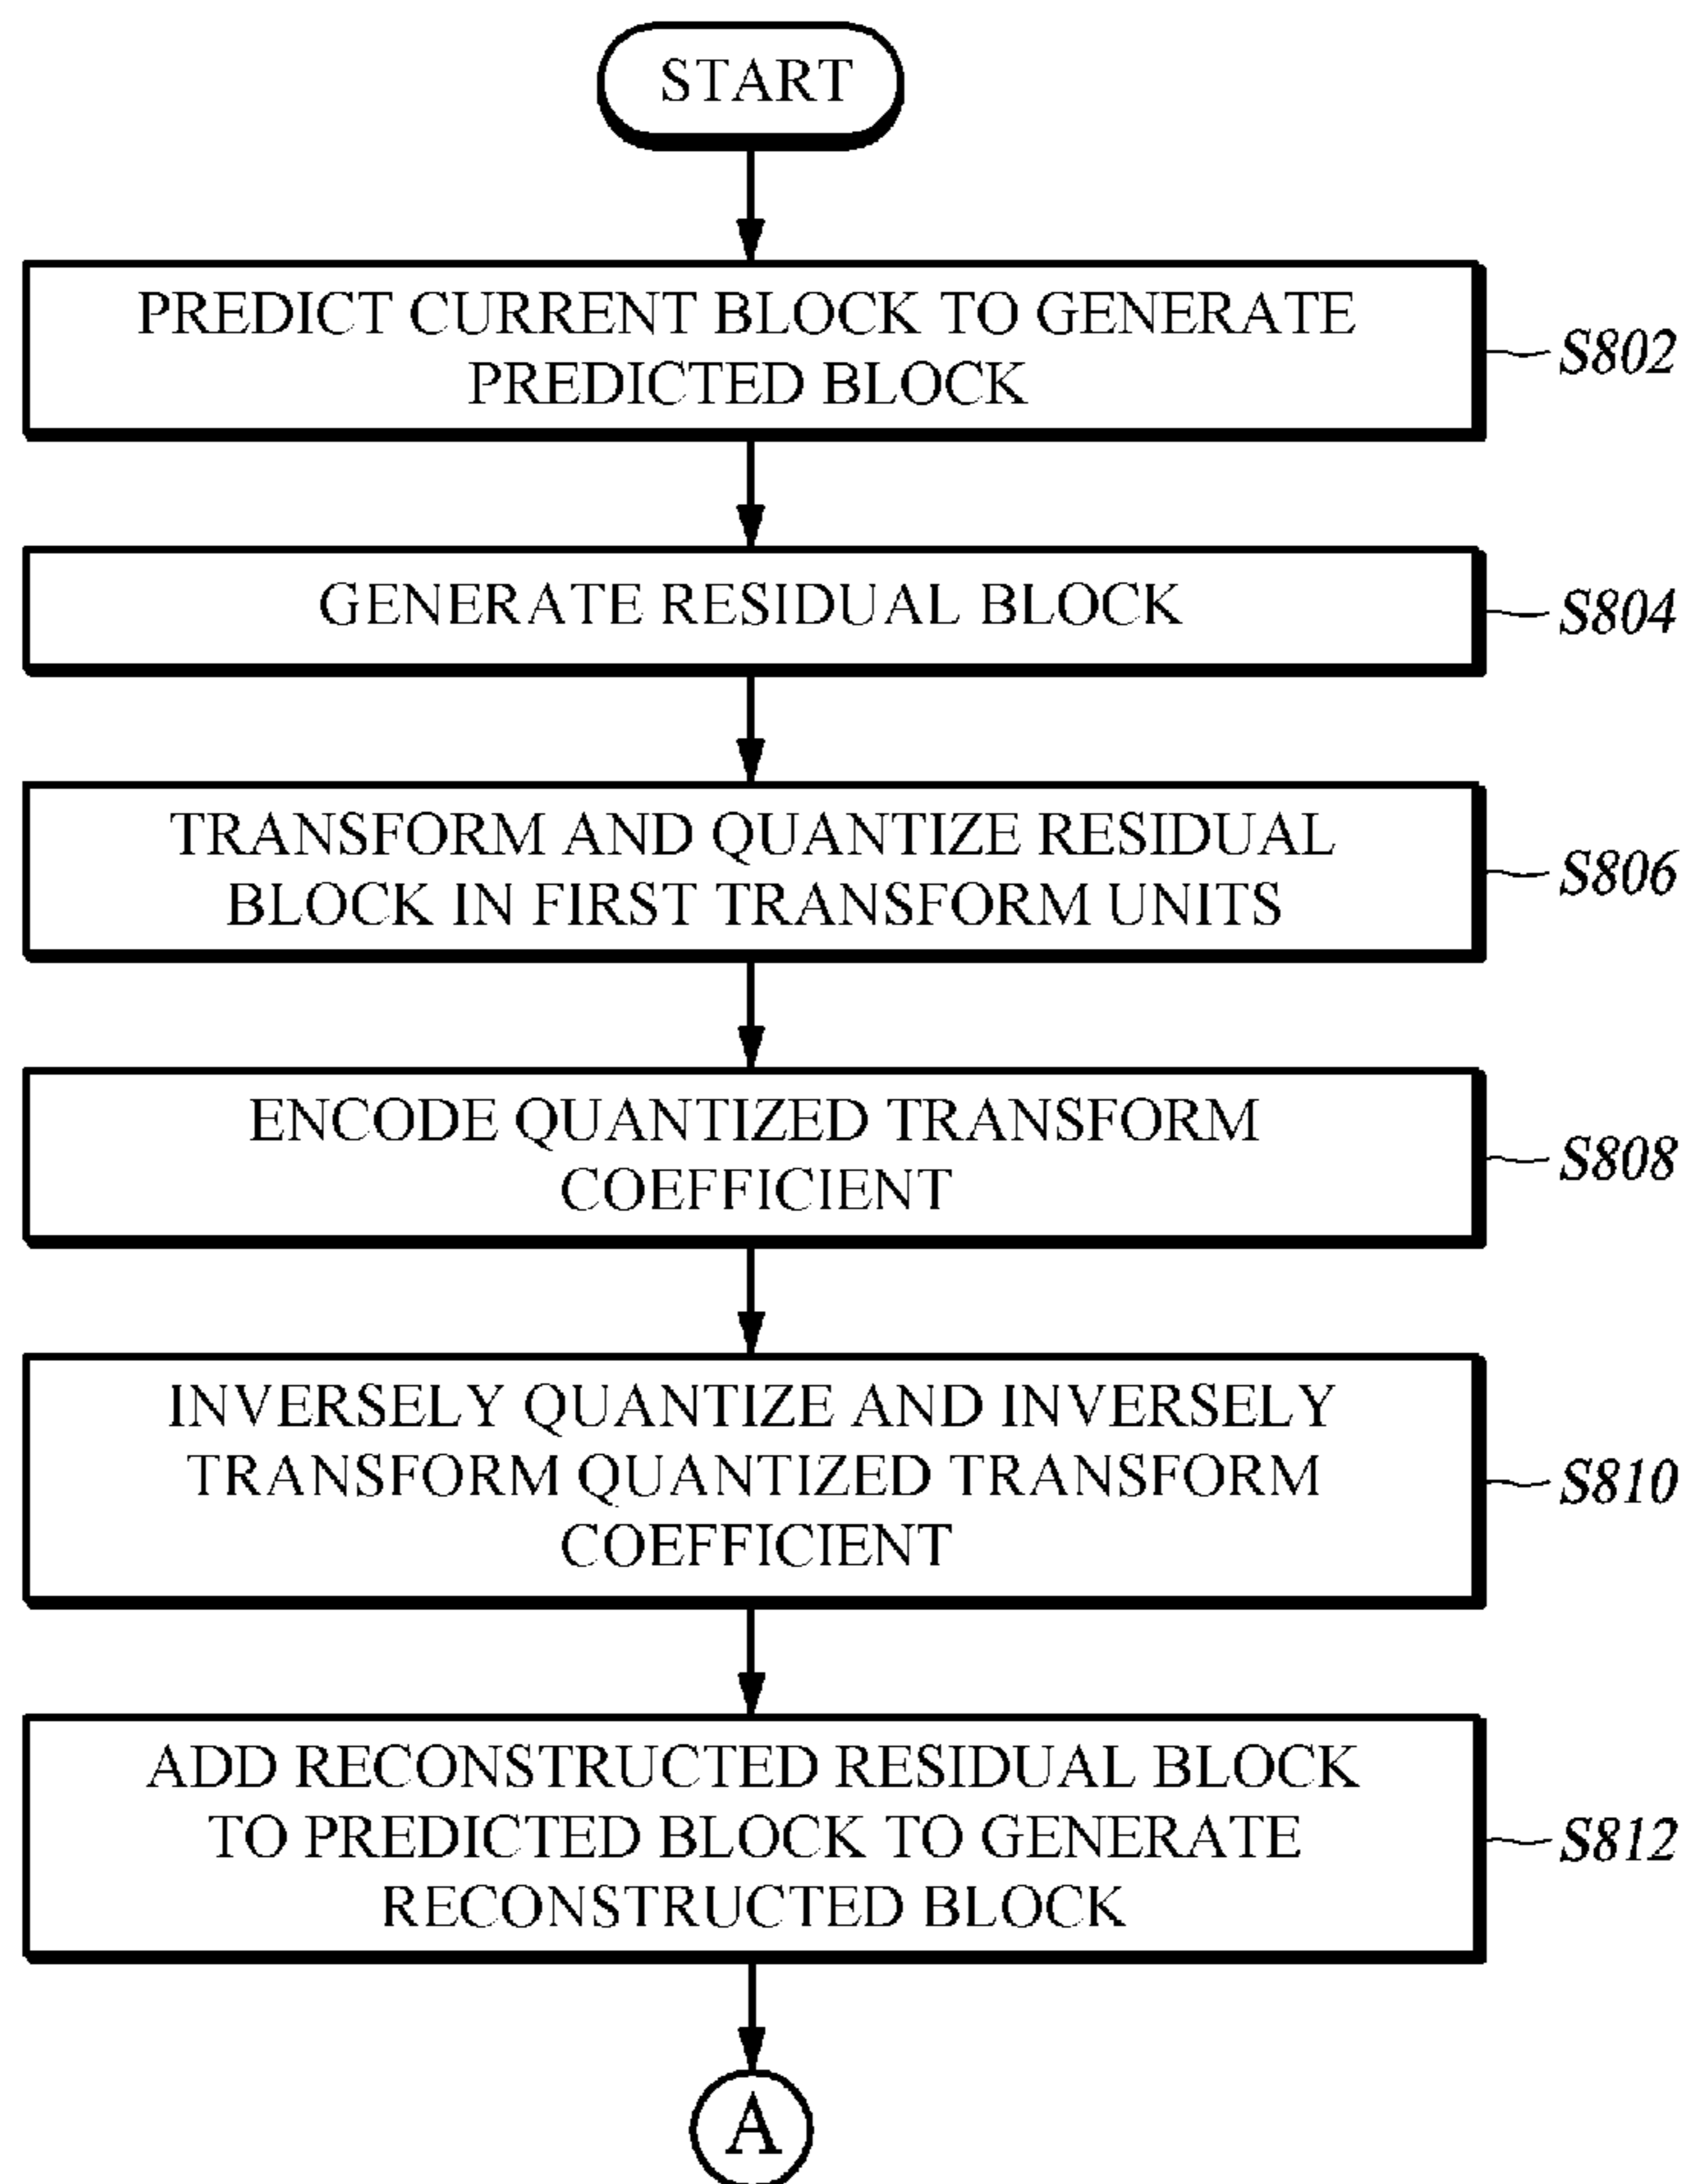 START
PREDICT CURRENT BLOCK TO GENERATE
PREDICTED BLOCK
S802
GENERATE RESIDUAL BLOCK
S804
TRANSFORM AND QUANTIZE RESIDUAL
BLOCK IN FIRST TRANSFORM UNITS
S806
ENCODE QUANTIZED TRANSFORM
COEFFICIENT
S808
INVERSELY QUANTIZE AND INVERSELY
TRANSFORM QUANTIZED TRANSFORM
COEFFICIENT
S810
ADD RECONSTRUCTED RESIDUAL BLOCK
TO PREDICTED BLOCK TO GENERATE
RECONSTRUCTED BLOCK
S812
A